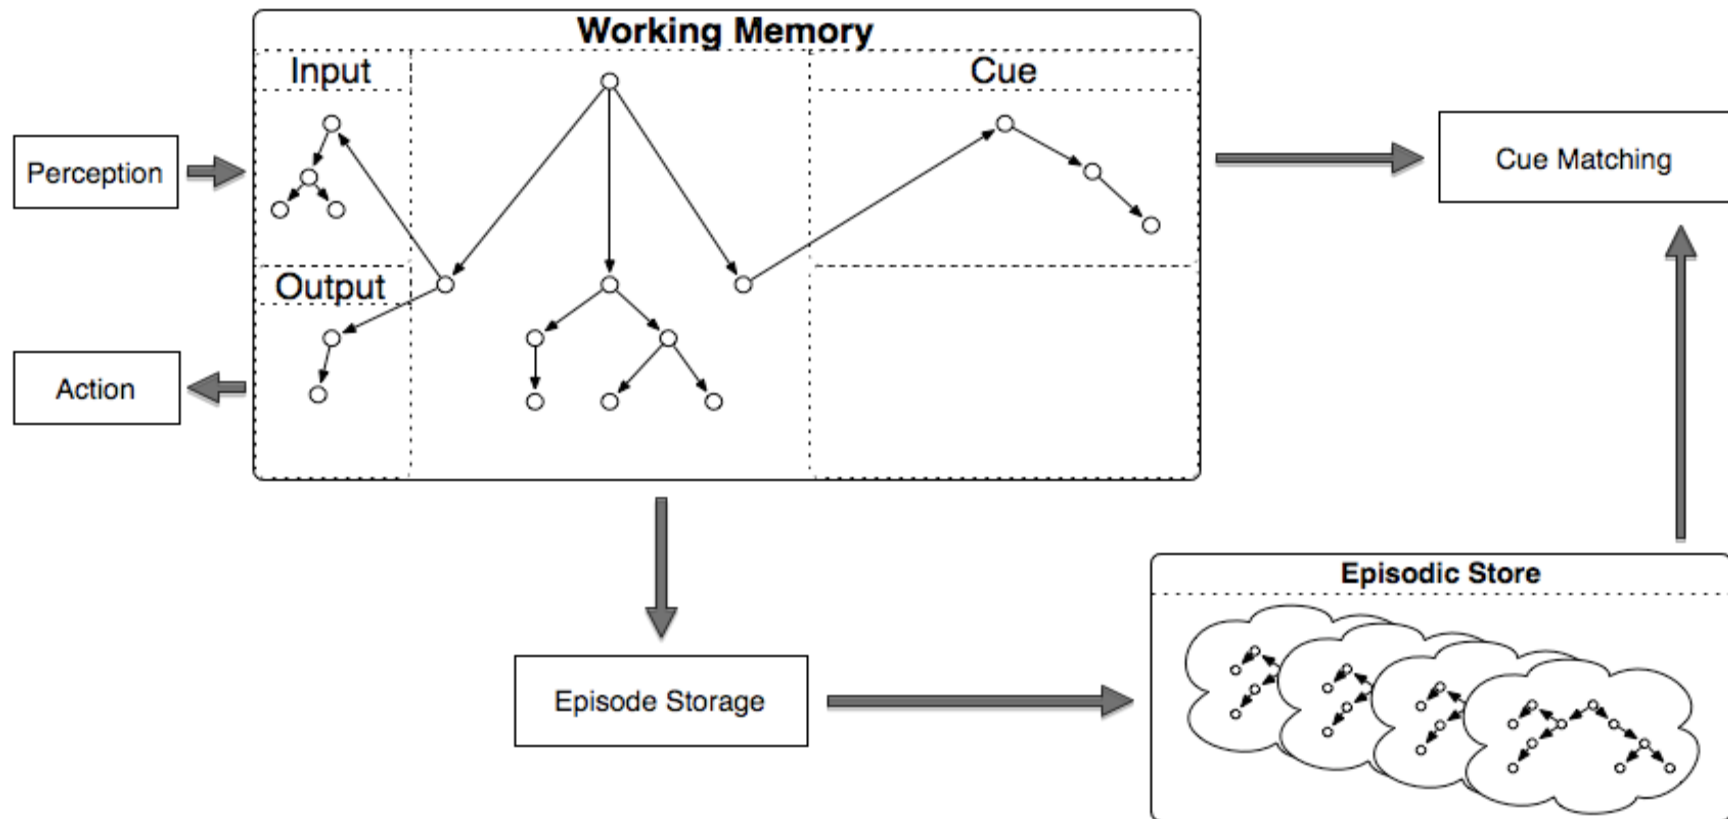 Working Memory
Input
Cue
Perception
Cue Matching
Output
Action
Episodic Store
Episode Storage